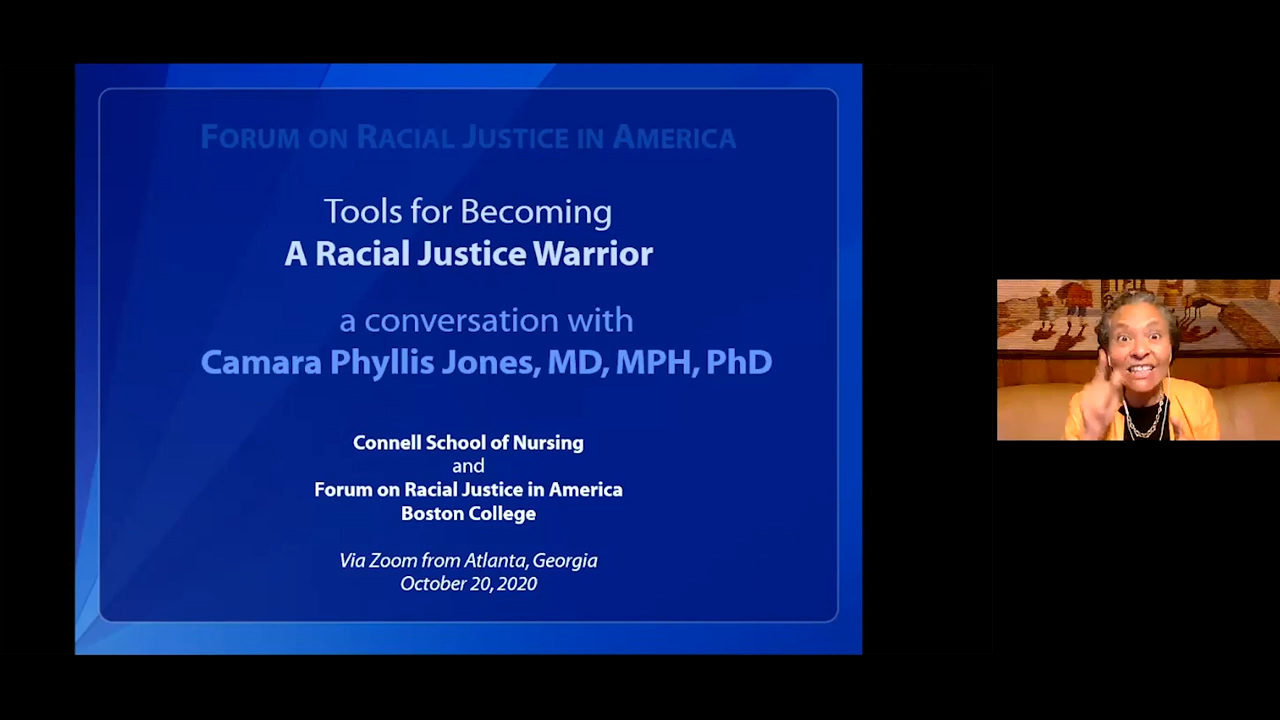 FORUM ON RACIAL JUSTICE IN AMERICA
Tools for Becoming
A Racial Justice Warrior
a conversation with
Camara Phyllis Jones, MD, MPH, PhD
Connell School of Nursing
and
Forum on Racial Justice in America
Boston College
Via Zoom from Atlanta, Georgia
October 20, 2020